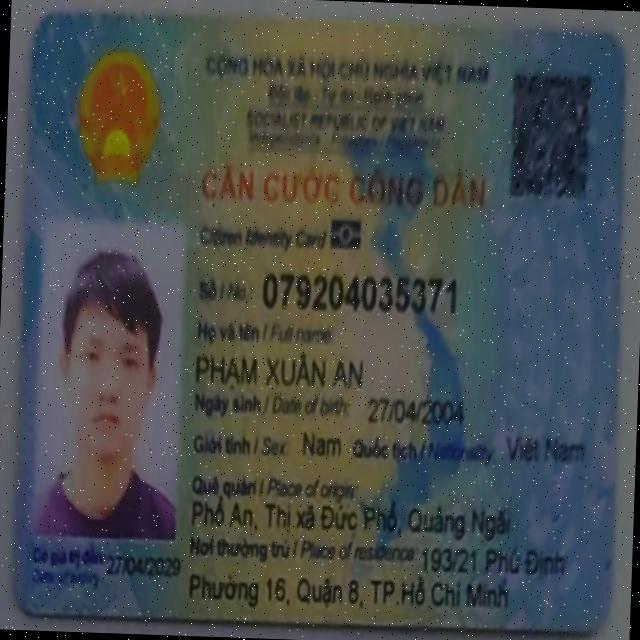 CỘNG HÒA XÃ HỘI CHỦ NGHĨA VIỆT NAM
Độc lập - Tự do - Hạnh phúc
SOCIALIST REPUBLIC OF VIET NAM
CĂN CƯỚC CÔNG DÂN
Citizen Identity Card
Số / No.: 079204035371
Họ và tên / Full name:
PHẠM XUÂN AN
Ngày sinh / Date of birth: 27/04/2004
Giới tính / Sex: Nam Quốc tịch / Nationality: Việt Nam
Quê quán / Place of origin:
Phổ An, Thị xã Đức Phổ, Quảng Ngãi
Nơi thường trú / Place of residence: 193/21 Phú Định
Phường 16, Quận 8, TP.Hồ Chí Minh
Có giá trị đến: 27/04/2029
Date of expiry